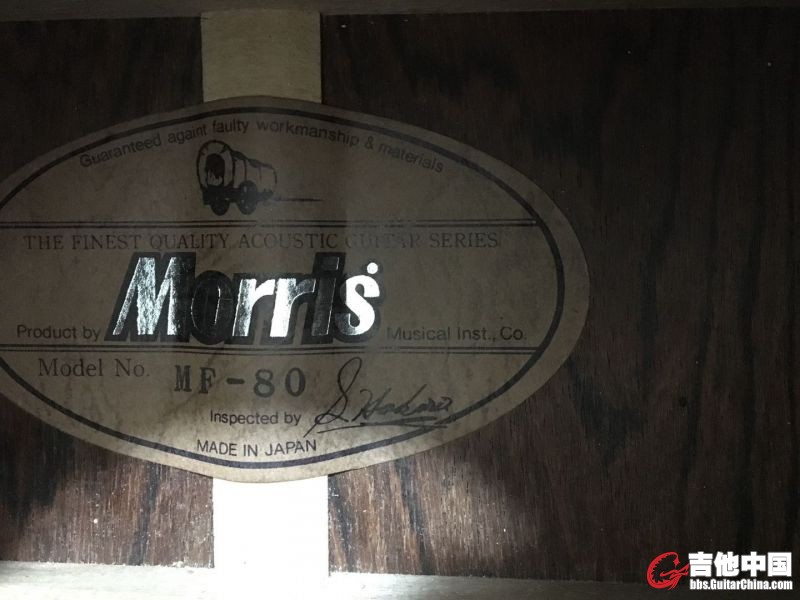 Guaranteed againt faulty workmanship & materials
THE FINEST QUALITY ACOUSTIC GUITAR SERIES
Product by Morris Musical Inst., Co.
Model No. MF-80
Inspected by
MADE IN JAPAN
吉他中国
bbs.GuitarChina.com